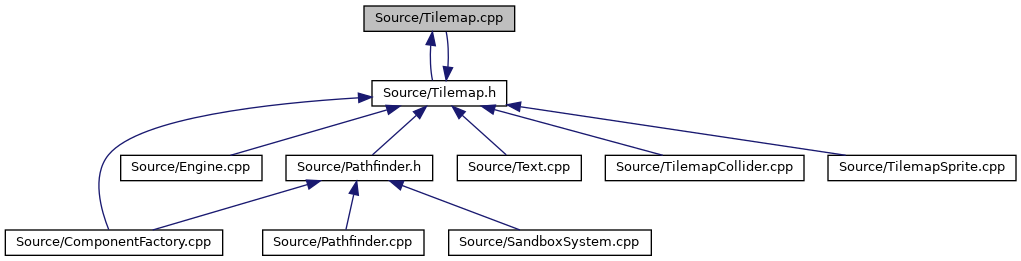 Source/Tilemap.cpp
Source/Tilemap.h
Source/Engine.cpp
Source/Pathfinder.h
Source/Text.cpp
Source/TilemapCollider.cpp
Source/TilemapSprite.cpp
Source/ComponentFactory.cpp
Source/Pathfinder.cpp
Source/SandboxSystem.cpp